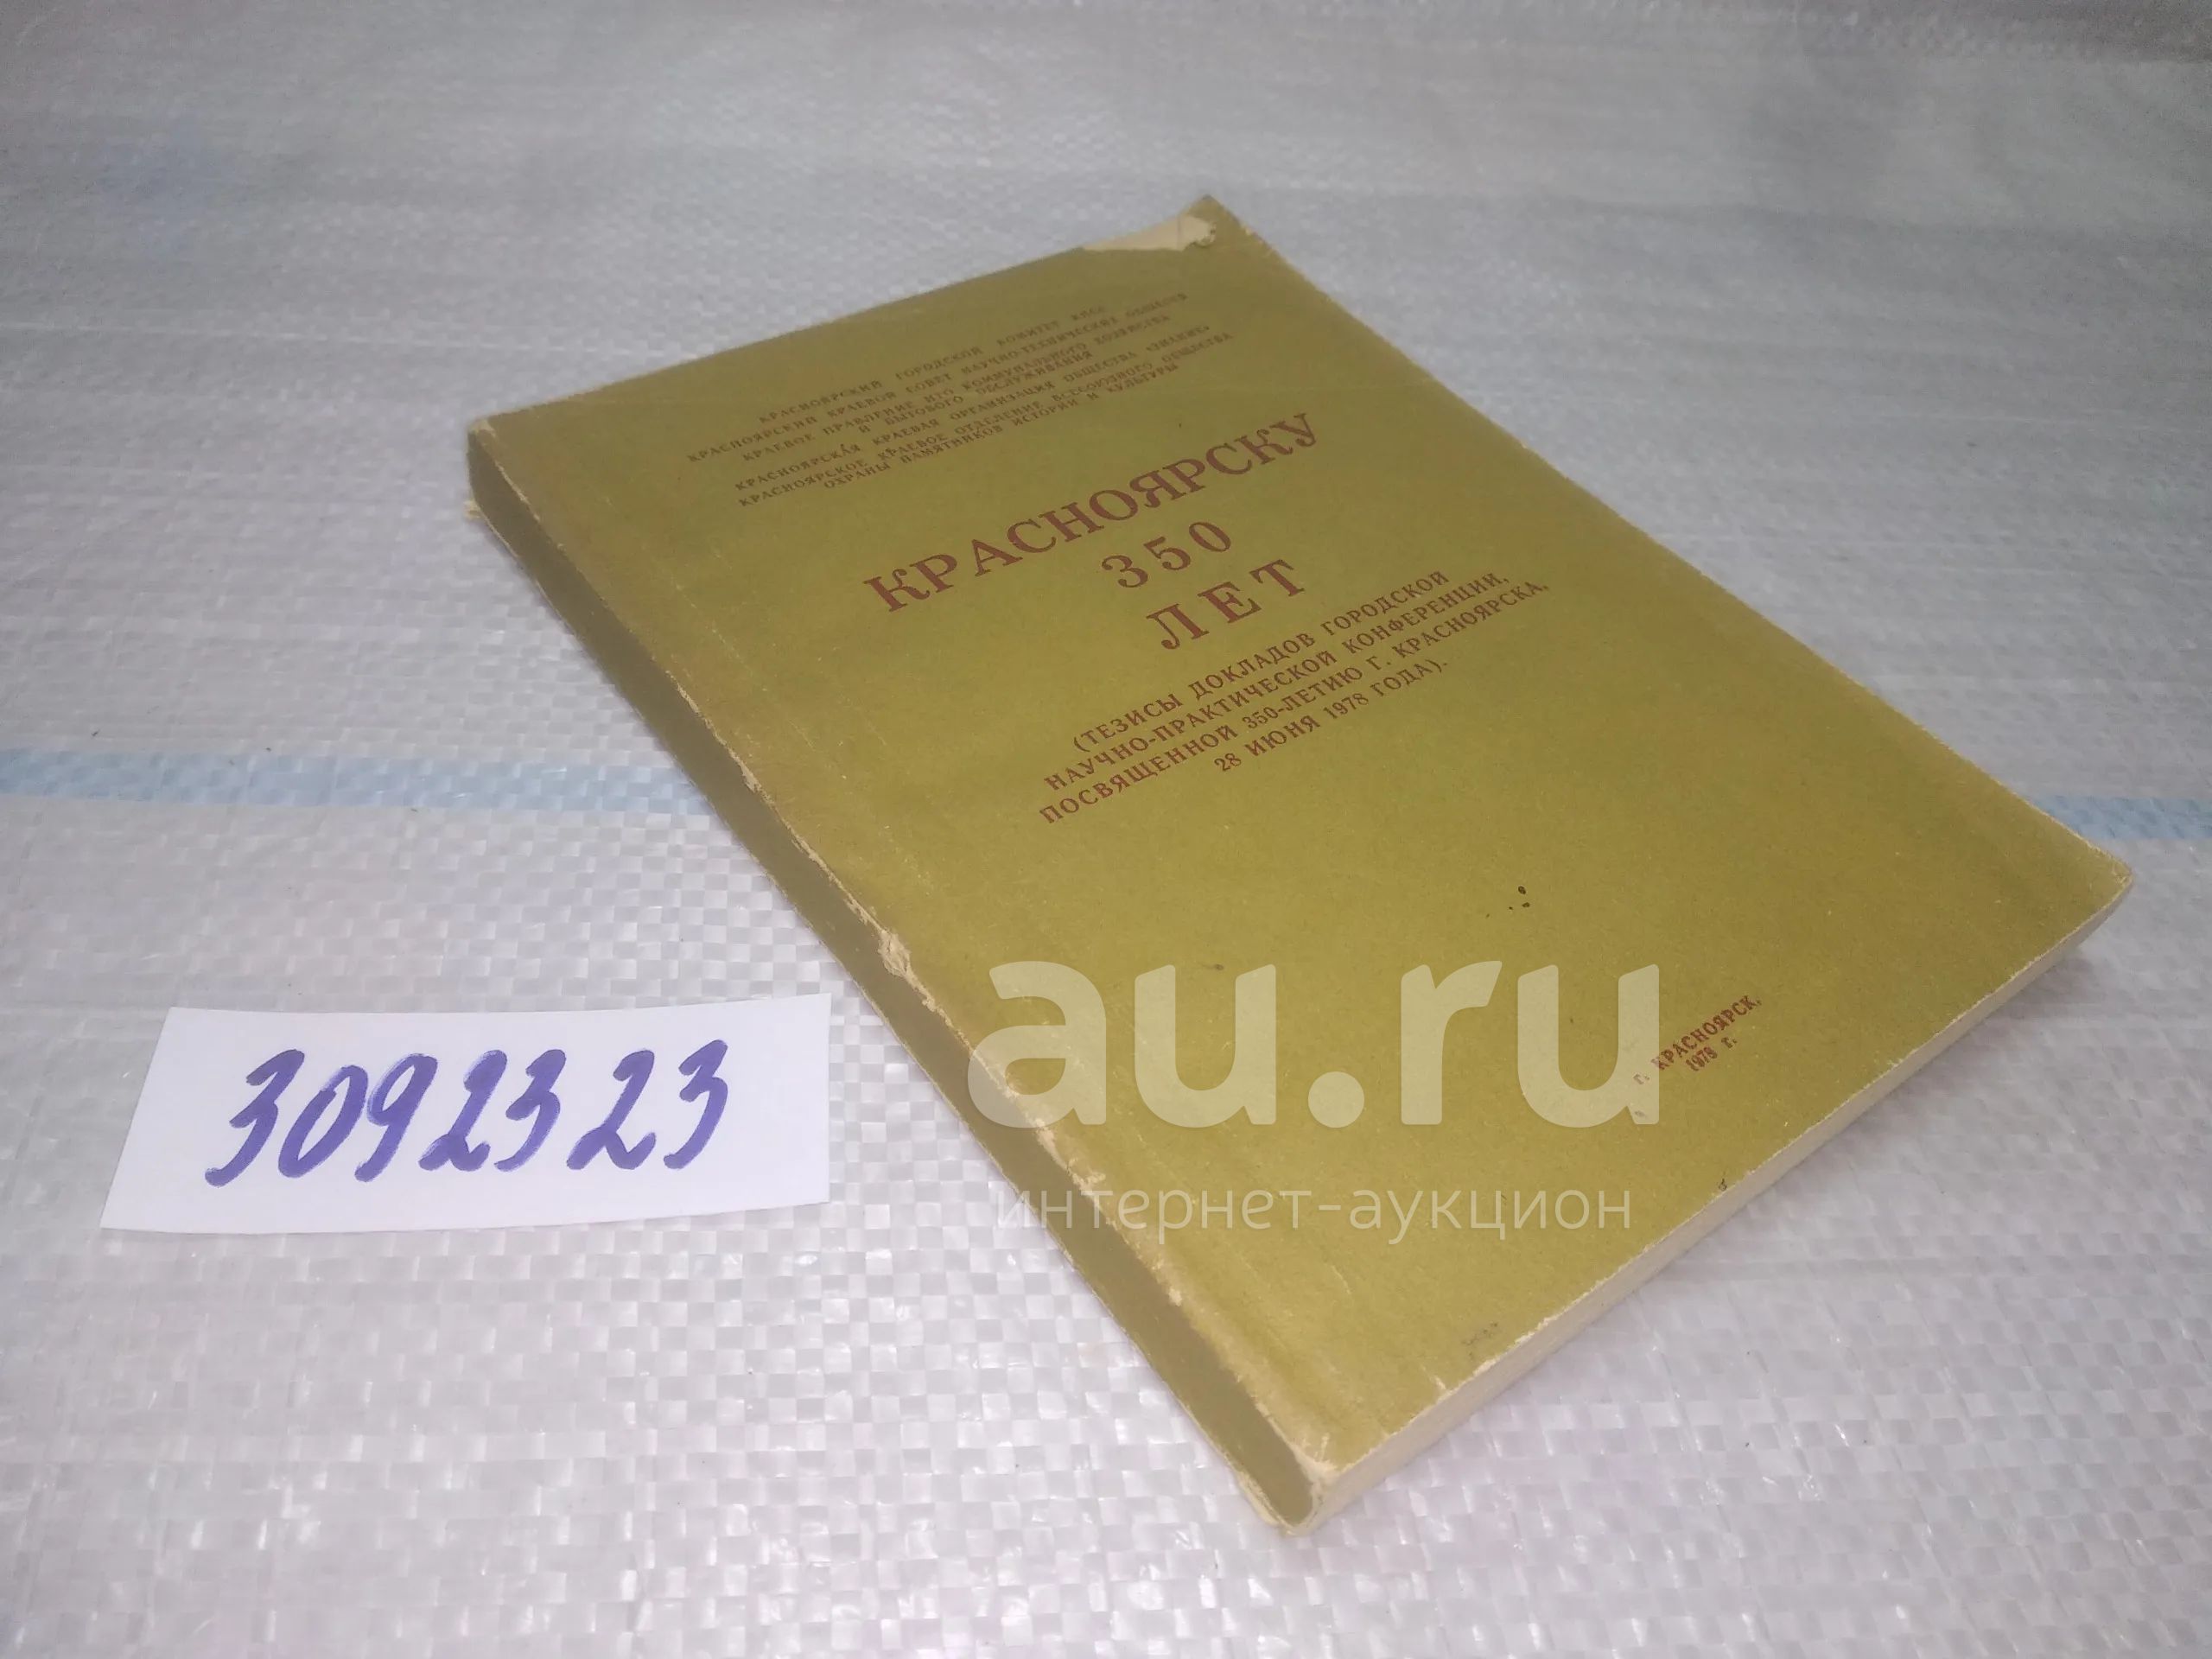 КРАСНОЯРСКИЙ ГОРОДСКОЙ КОМИТЕТ КПСС
КРАСНОЯРСКИЙ КРАЕВОЙ СОВЕТ НАУЧНО-ТЕХНИЧЕСКИХ ОБЩЕСТВ
КРАЕВОЕ ПРАВЛЕНИЕ НТО КОММУНАЛЬНОГО ХОЗЯЙСТВА
И БЫТОВОГО ОБСЛУЖИВАНИЯ
КРАСНОЯРСКАЯ КРАЕВАЯ ОРГАНИЗАЦИЯ ОБЩЕСТВА «ЗНАНИЕ»
КРАСНОЯРСКОЕ КРАЕВОЕ ОТДЕЛЕНИЕ ВСЕСОЮЗНОГО ОБЩЕСТВА
ОХРАНЫ ПАМЯТНИКОВ ИСТОРИИ И КУЛЬТУРЫ
КРАСНОЯРСКУ
350
ЛЕТ
(ТЕЗИСЫ ДОКЛАДОВ ГОРОДСКОЙ
НАУЧНО-ПРАКТИЧЕСКОЙ КОНФЕРЕНЦИИ,
ПОСВЯЩЕННОЙ 350-ЛЕТИЮ Г. КРАСНОЯРСКА,
28 ИЮНЯ 1978 ГОДА).
г. КРАСНОЯРСК,
1978 г.
3092323
au.ru
интернет-аукцион